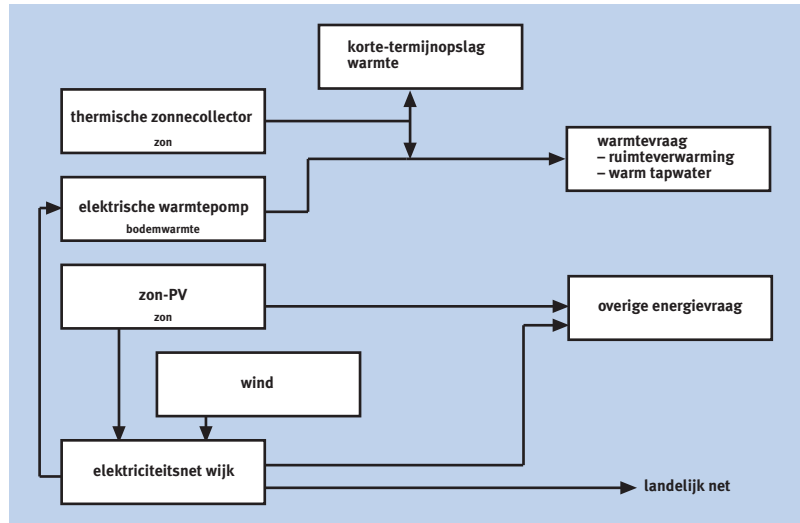 korte-termijnopslag
warmte
thermische zonnecollector
zon
warmtevraag
– ruimteverwarming
– warm tapwater
elektrische warmtepomp
bodemwarmte
zon-PV
zon
overige energievraag
wind
elektriciteitsnet wijk
landelijk net